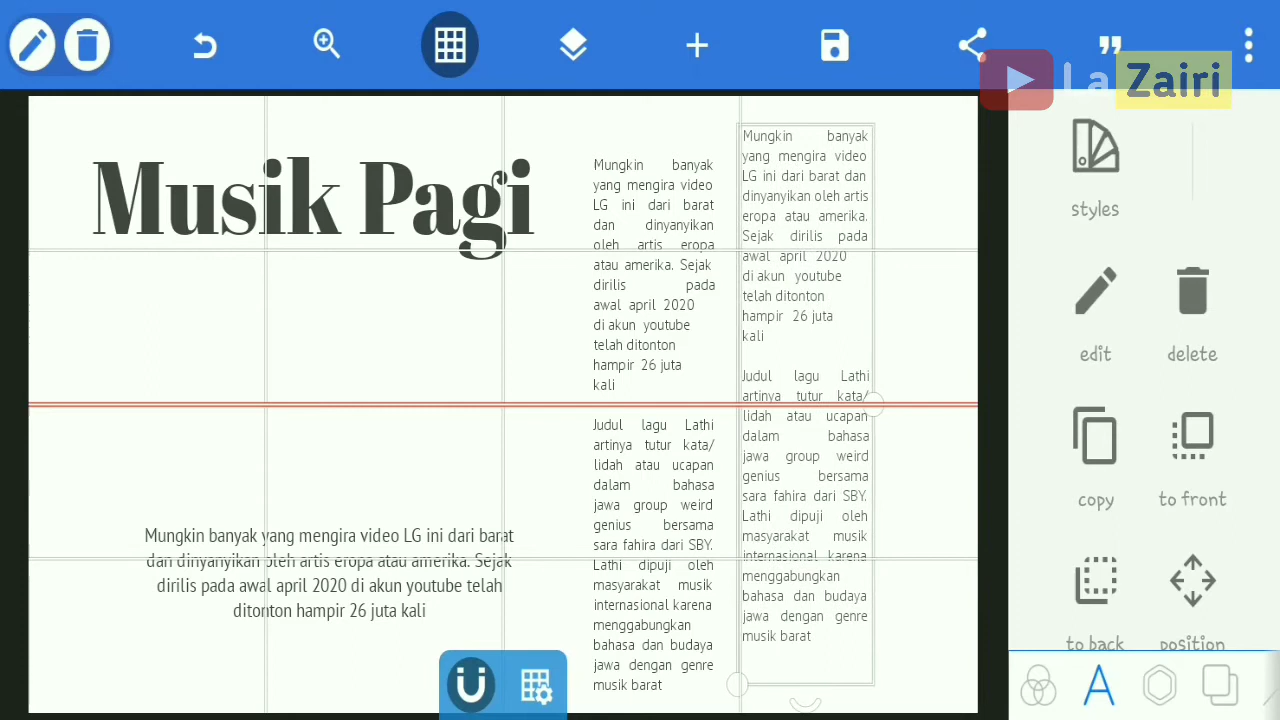 La Zairi
Musik Pagi
Mungkin banyak yang mengira video LG ini dari barat
dan dinyanyikan oleh artis eropa atau amerika. Sejak
dirilis pada awal april 2020 di akun youtube telah
ditonton hampir 26 juta kali
Mungkin banyak
yang mengira video
LG ini dari barat
dan dinyanyikan
oleh artis eropa
atau amerika. Sejak
dirilis pada
awal april 2020
di akun youtube
telah ditonton
hampir 26 juta
kali
Judul lagu Lathi
artinya tutur kata/
lidah atau ucapan
dalam bahasa
jawa group weird
genius bersama
sara fahira dari SBY.
Lathi dipuji oleh
masyarakat musik
internasional karena
menggabungkan
bahasa dan budaya
jawa dengan genre
musik barat
Mungkin banyak
yang mengira video
LG ini dari barat dan
dinyanyikan oleh artis
eropa atau amerika.
Sejak dirilis pada
awal april 2020
di akun youtube
telah ditonton
hampir 26 juta
kali
Judul lagu Lathi
artinya tutur kata/
lidah atau ucapan
dalam bahasa
jawa group weird
genius bersama
sara fahira dari SBY.
Lathi dipuji oleh
masyarakat musik
internasional karena
menggabungkan
bahasa dan budaya
jawa dengan genre
musik barat
styles
edit delete
copy to front
to back position